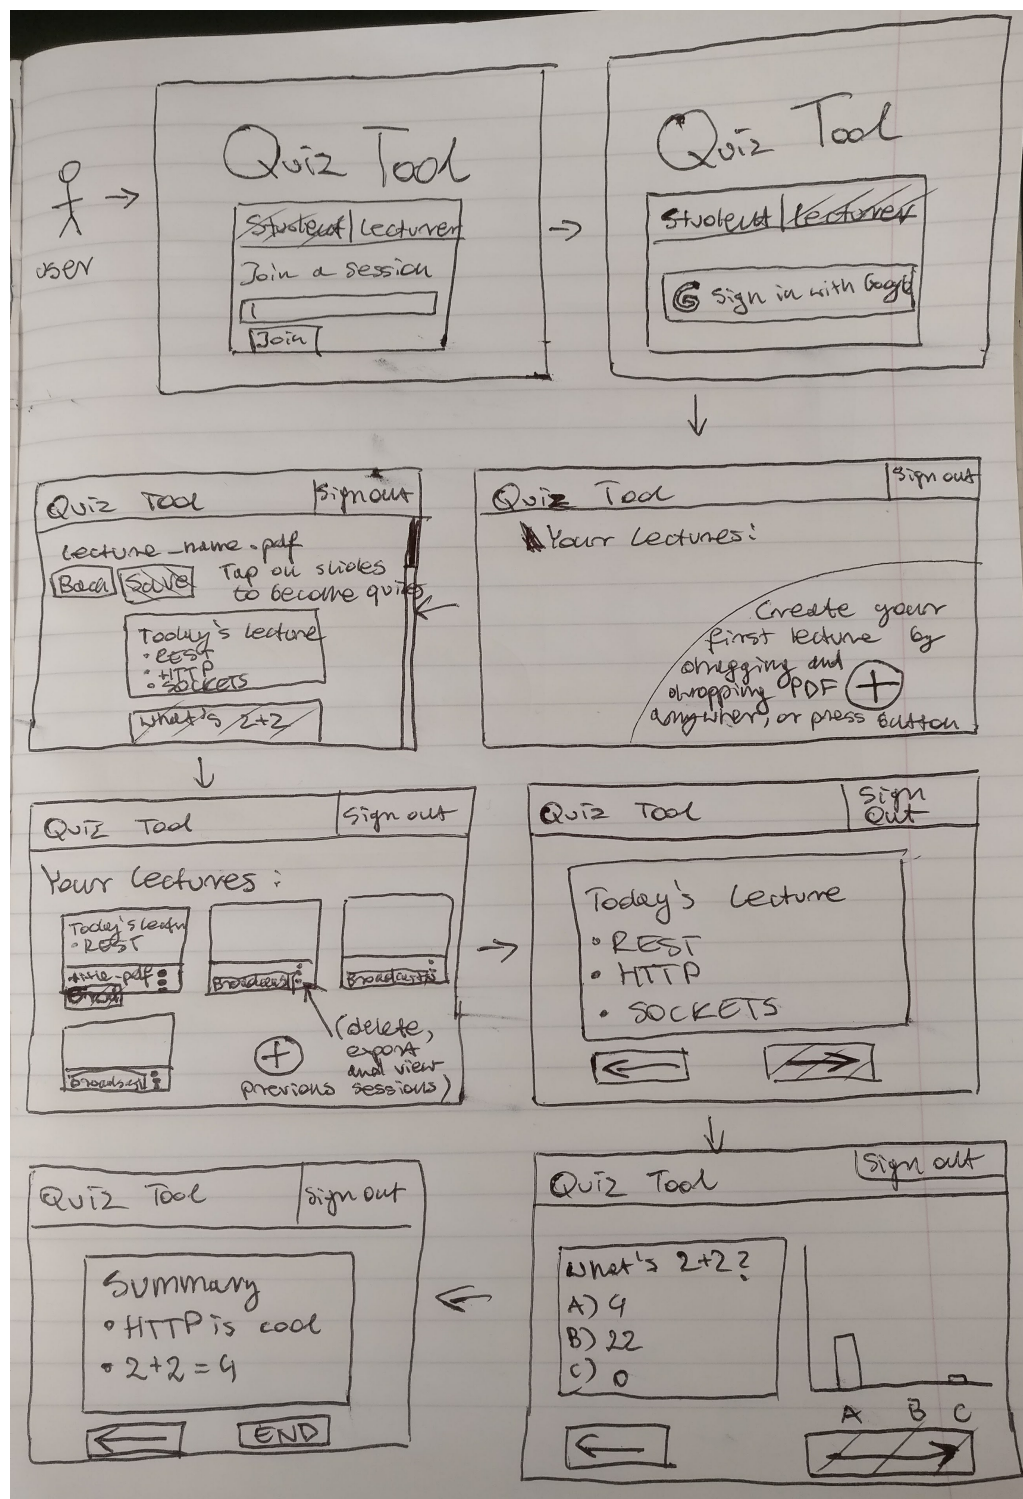 Quiz Tool
Student | Lecturer
Join a session
Join
user
Quiz Tool
Student | Lecturer
G Sign in with Google
Quiz Tool
Sign out
Your Lectures:
Create your
first lecture by
dragging and
dropping PDF
anywhere, or press button
+
Quiz Tool
Sign out
Lecture_name.pdf
Back
Save
Tap on slides
to become quizes
Today's Lecture
• REST
• HTTP
• SOCKETS
What's 2+2
Quiz Tool
Sign out
Your Lectures:
Today's Lectu
• REST
title.pdf
Broadcast
Broadcast
Broadcast
+
(delete,
export
and view
previous sessions)
Quiz Tool
Sign
Out
Today's Lecture
• REST
• HTTP
• SOCKETS
Quiz Tool
Sign out
What's 2+2?
A) 4
B) 22
C) 0
A B C
Quiz Tool
Sign out
Summary
• HTTP is cool
• 2+2=4
END